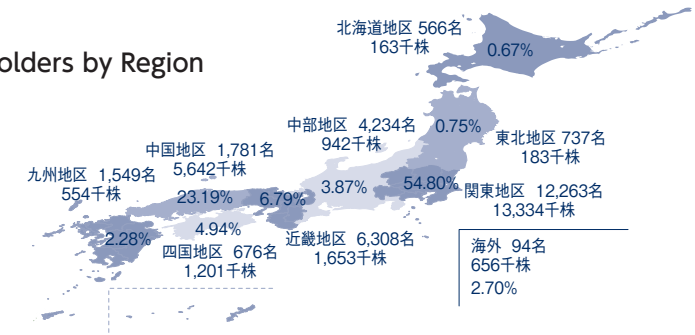 olders by Region
北海道地区 566名
163千株
0.67%
中部地区 4,234名
942千株
0.75%
東北地区 737名
183千株
中国地区 1,781名
5,642千株
九州地区 1,549名
554千株
23.19%
6.79%
3.87%
54.80%
関東地区 12,263名
13,334千株
2.28%
4.94%
四国地区 676名
1,201千株
近畿地区 6,308名
1,653千株
海外 94名
656千株
2.70%